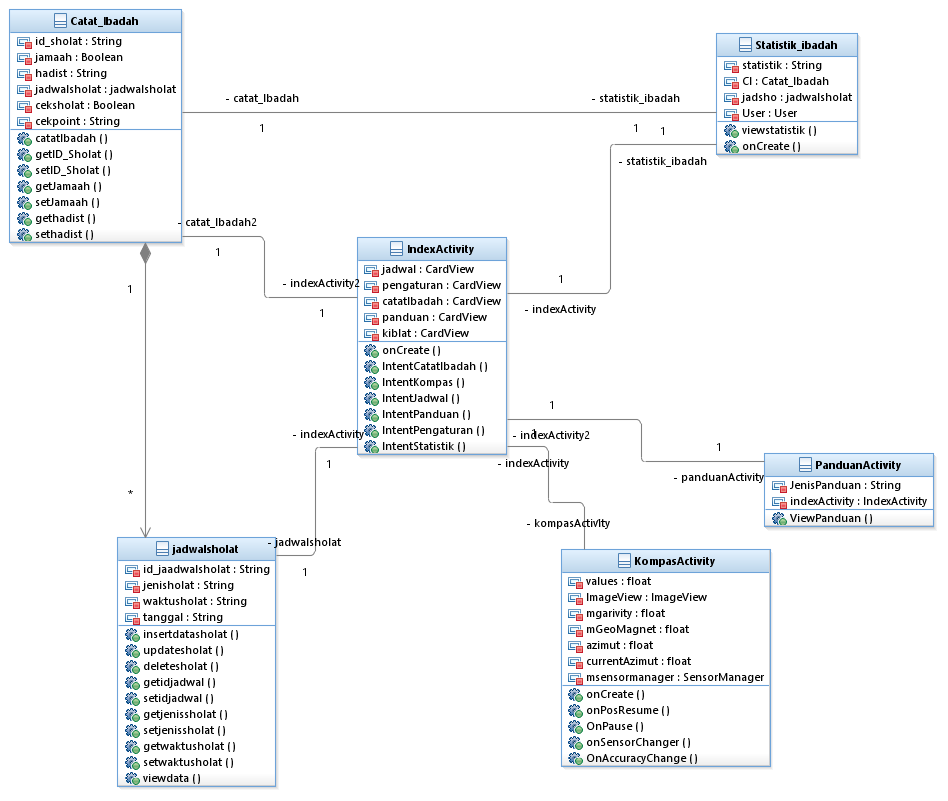 Catat_Ibadah
id_sholat : String
jamaah : Boolean
hadist : String
jadwalsholat : jadwalsholat
ceksholat : Boolean
cekpoint : String
catatIbadah ( )
getID_Sholat ( )
setID_Sholat ( )
getJamaah ( )
setJamaah ( )
gethadist ( )
sethadist ( )
Statistik_ibadah
statistik : String
CI : Catat_Ibadah
jadsho : jadwalsholat
User : User
viewstatistik ( )
onCreate ( )
- catat_Ibadah
1
- statistik_ibadah
1
1
- statistik_ibadah
- catat_Ibadah2
1
- indexActivity2
1
1
- indexActivity
IndexActivity
jadwal : CardView
pengaturan : CardView
catatIbadah : CardView
panduan : CardView
kiblat : CardView
onCreate ( )
IntentCatatIbadah ( )
IntentKompas ( )
IntentJadwal ( )
IntentPanduan ( )
IntentPengaturan ( )
IntentStatistik ( )
1
*
- indexActivity
1
- jadwalsholat
1
1
- indexActivity2
1
- indexActivity
1
- panduanActivity
- kompasActivity
PanduanActivity
JenisPanduan : String
indexActivity : IndexActivity
ViewPanduan ( )
jadwalsholat
id_jaadwalsholat : String
jenisholat : String
waktusholat : String
tanggal : String
insertdatasholat ( )
updatesholat ( )
deletesholat ( )
getidjadwal ( )
setidjadwal ( )
getjenissholat ( )
setjenissholat ( )
getwaktusholat ( )
setwaktusholat ( )
viewdata ( )
KompasActivity
values : float
ImageView : ImageView
mgarivity : float
mGeoMagnet : float
azimut : float
currentAzimut : float
msensormanager : SensorManager
onCreate ( )
onPosResume ( )
OnPause ( )
onSensorChanger ( )
OnAccuracyChange ( )